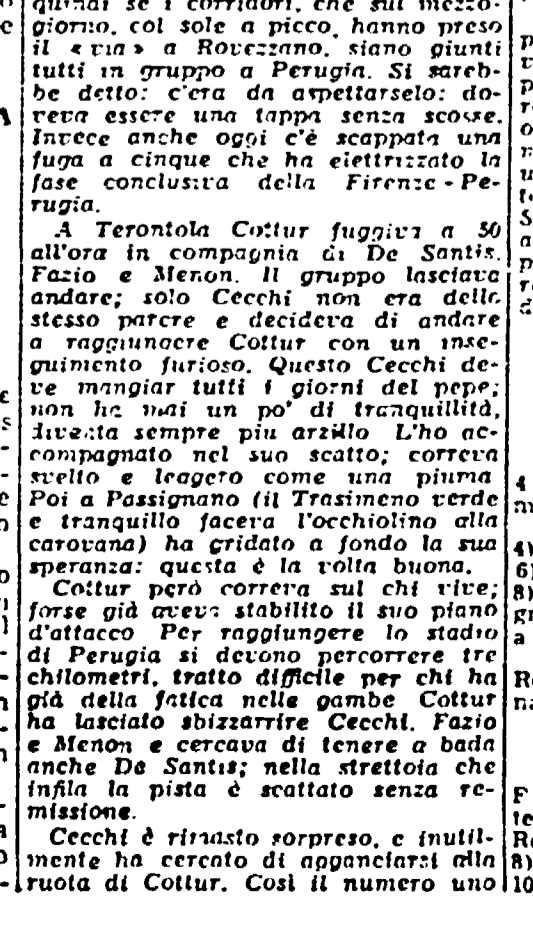 quindi se i corridori, che sul mezzo-
giorno, col sole a picco, hanno preso
il «via» a Rovezzano, siano giunti
tutti in gruppo a Perugia. Si sareb-
be detto: c'era da aspettarselo: do-
veva essere una tappa senza scosse.
Invece anche oggi c'è scappata una
fuga a cinque che ha elettrizzato la
fase conclusiva della Firenze - Pe-
rugia.
A Terontola Cottur fuggiva a 50
all'ora in compagnia di De Santis,
Fazio e Menon. Il gruppo lasciava
andare; solo Cecchi non era dello
stesso parere e decideva di andare
a raggiungere Cottur con un inse-
guimento furioso. Questo Cecchi de-
ve mangiar tutti i giorni del pepe;
non ha mai un po' di tranquillità,
diventa sempre più arzillo L'ho ac-
compagnato nel suo scatto; correva
svelto e leggero come una piuma
Poi a Passignano (il Trasimeno verde
e tranquillo faceva l'occhiolino alla
carovana) ha gridato a fondo la sua
speranza: questa è la volta buona.
Cottur però correva sul chi vive;
forse già aveva stabilito il suo piano
d'attacco Per raggiungere lo stadio
di Perugia si devono percorrere tre
chilometri, tratto difficile per chi ha
già della fatica nelle gambe Cottur
ha lasciato sbizzarrire Cecchi, Fazio
e Menon e cercava di tenere a bada
anche De Santis; nella strettoia che
infila la pista è scattato senza re-
missione.
Cecchi è rimasto sorpreso, e inutil-
mente ha cercato di agganciarsi alla
ruota di Cottur. Così il numero uno